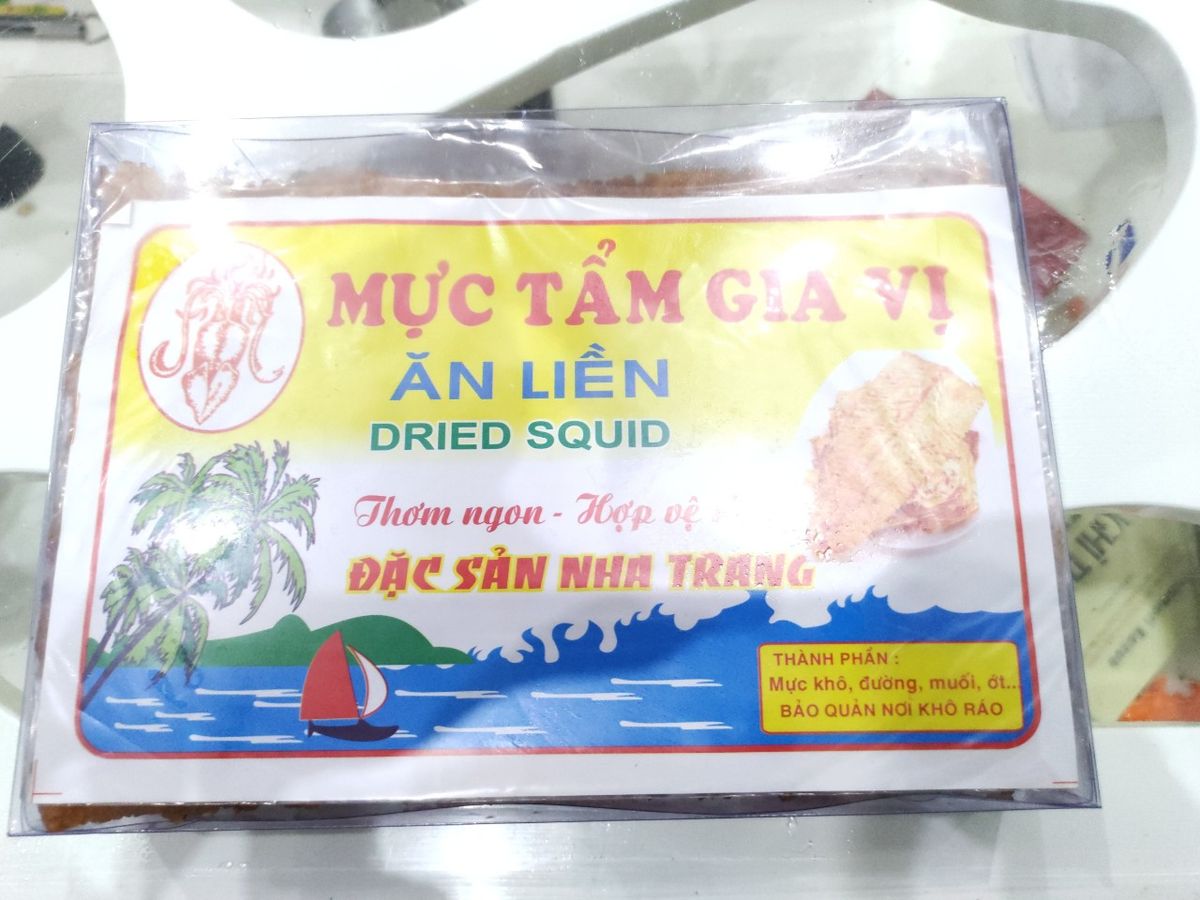 MỰC TẨM GIA VỊ
ĂN LIỀN
DRIED SQUID
Thơm ngon - Hợp vệ
ĐẶC SẢN NHA TRANG
THÀNH PHẦN :
Mực khô, đường, muối, ớt...
BẢO QUẢN NƠI KHÔ RÁO